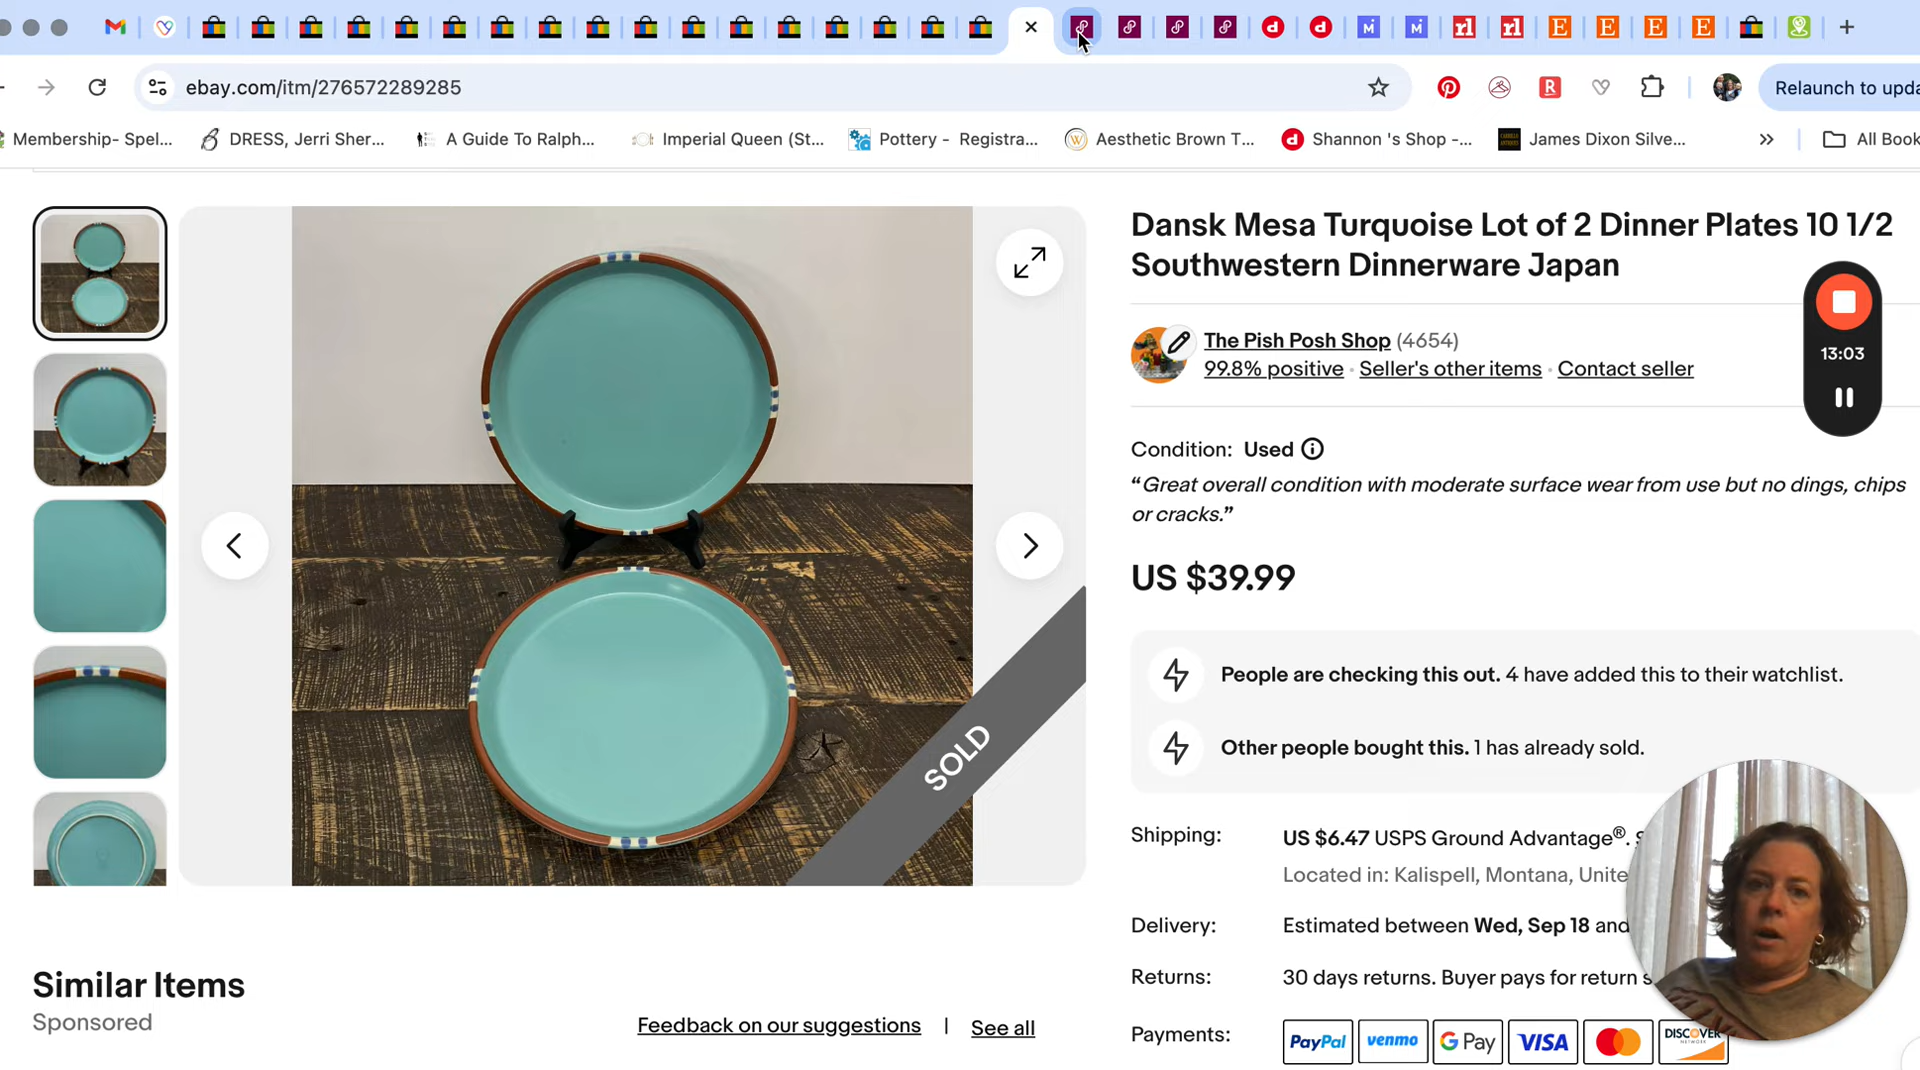 ebay.com/itm/276572289285
Relaunch to upda
Membership- Spel...
DRESS, Jerri Sher...
A Guide To Ralph...
Imperial Queen (St...
Pottery - Registra...
Aesthetic Brown T...
Shannon 's Shop -...
James Dixon Silve...
»
All Book
Dansk Mesa Turquoise Lot of 2 Dinner Plates 10 1/2
Southwestern Dinnerware Japan
The Pish Posh Shop (4654)
99.8% positive · Seller's other items · Contact seller
13:03
Condition: Used
“Great overall condition with moderate surface wear from use but no dings, chips
or cracks.”
US $39.99
People are checking this out. 4 have added this to their watchlist.
Other people bought this. 1 has already sold.
SOLD
Shipping: US $6.47 USPS Ground Advantage®. S
Located in: Kalispell, Montana, Unite
Delivery: Estimated between Wed, Sep 18 and
Returns: 30 days returns. Buyer pays for return s
Payments: PayPal venmo G Pay VISA DISCOVER
Similar Items
Sponsored
Feedback on our suggestions | See all